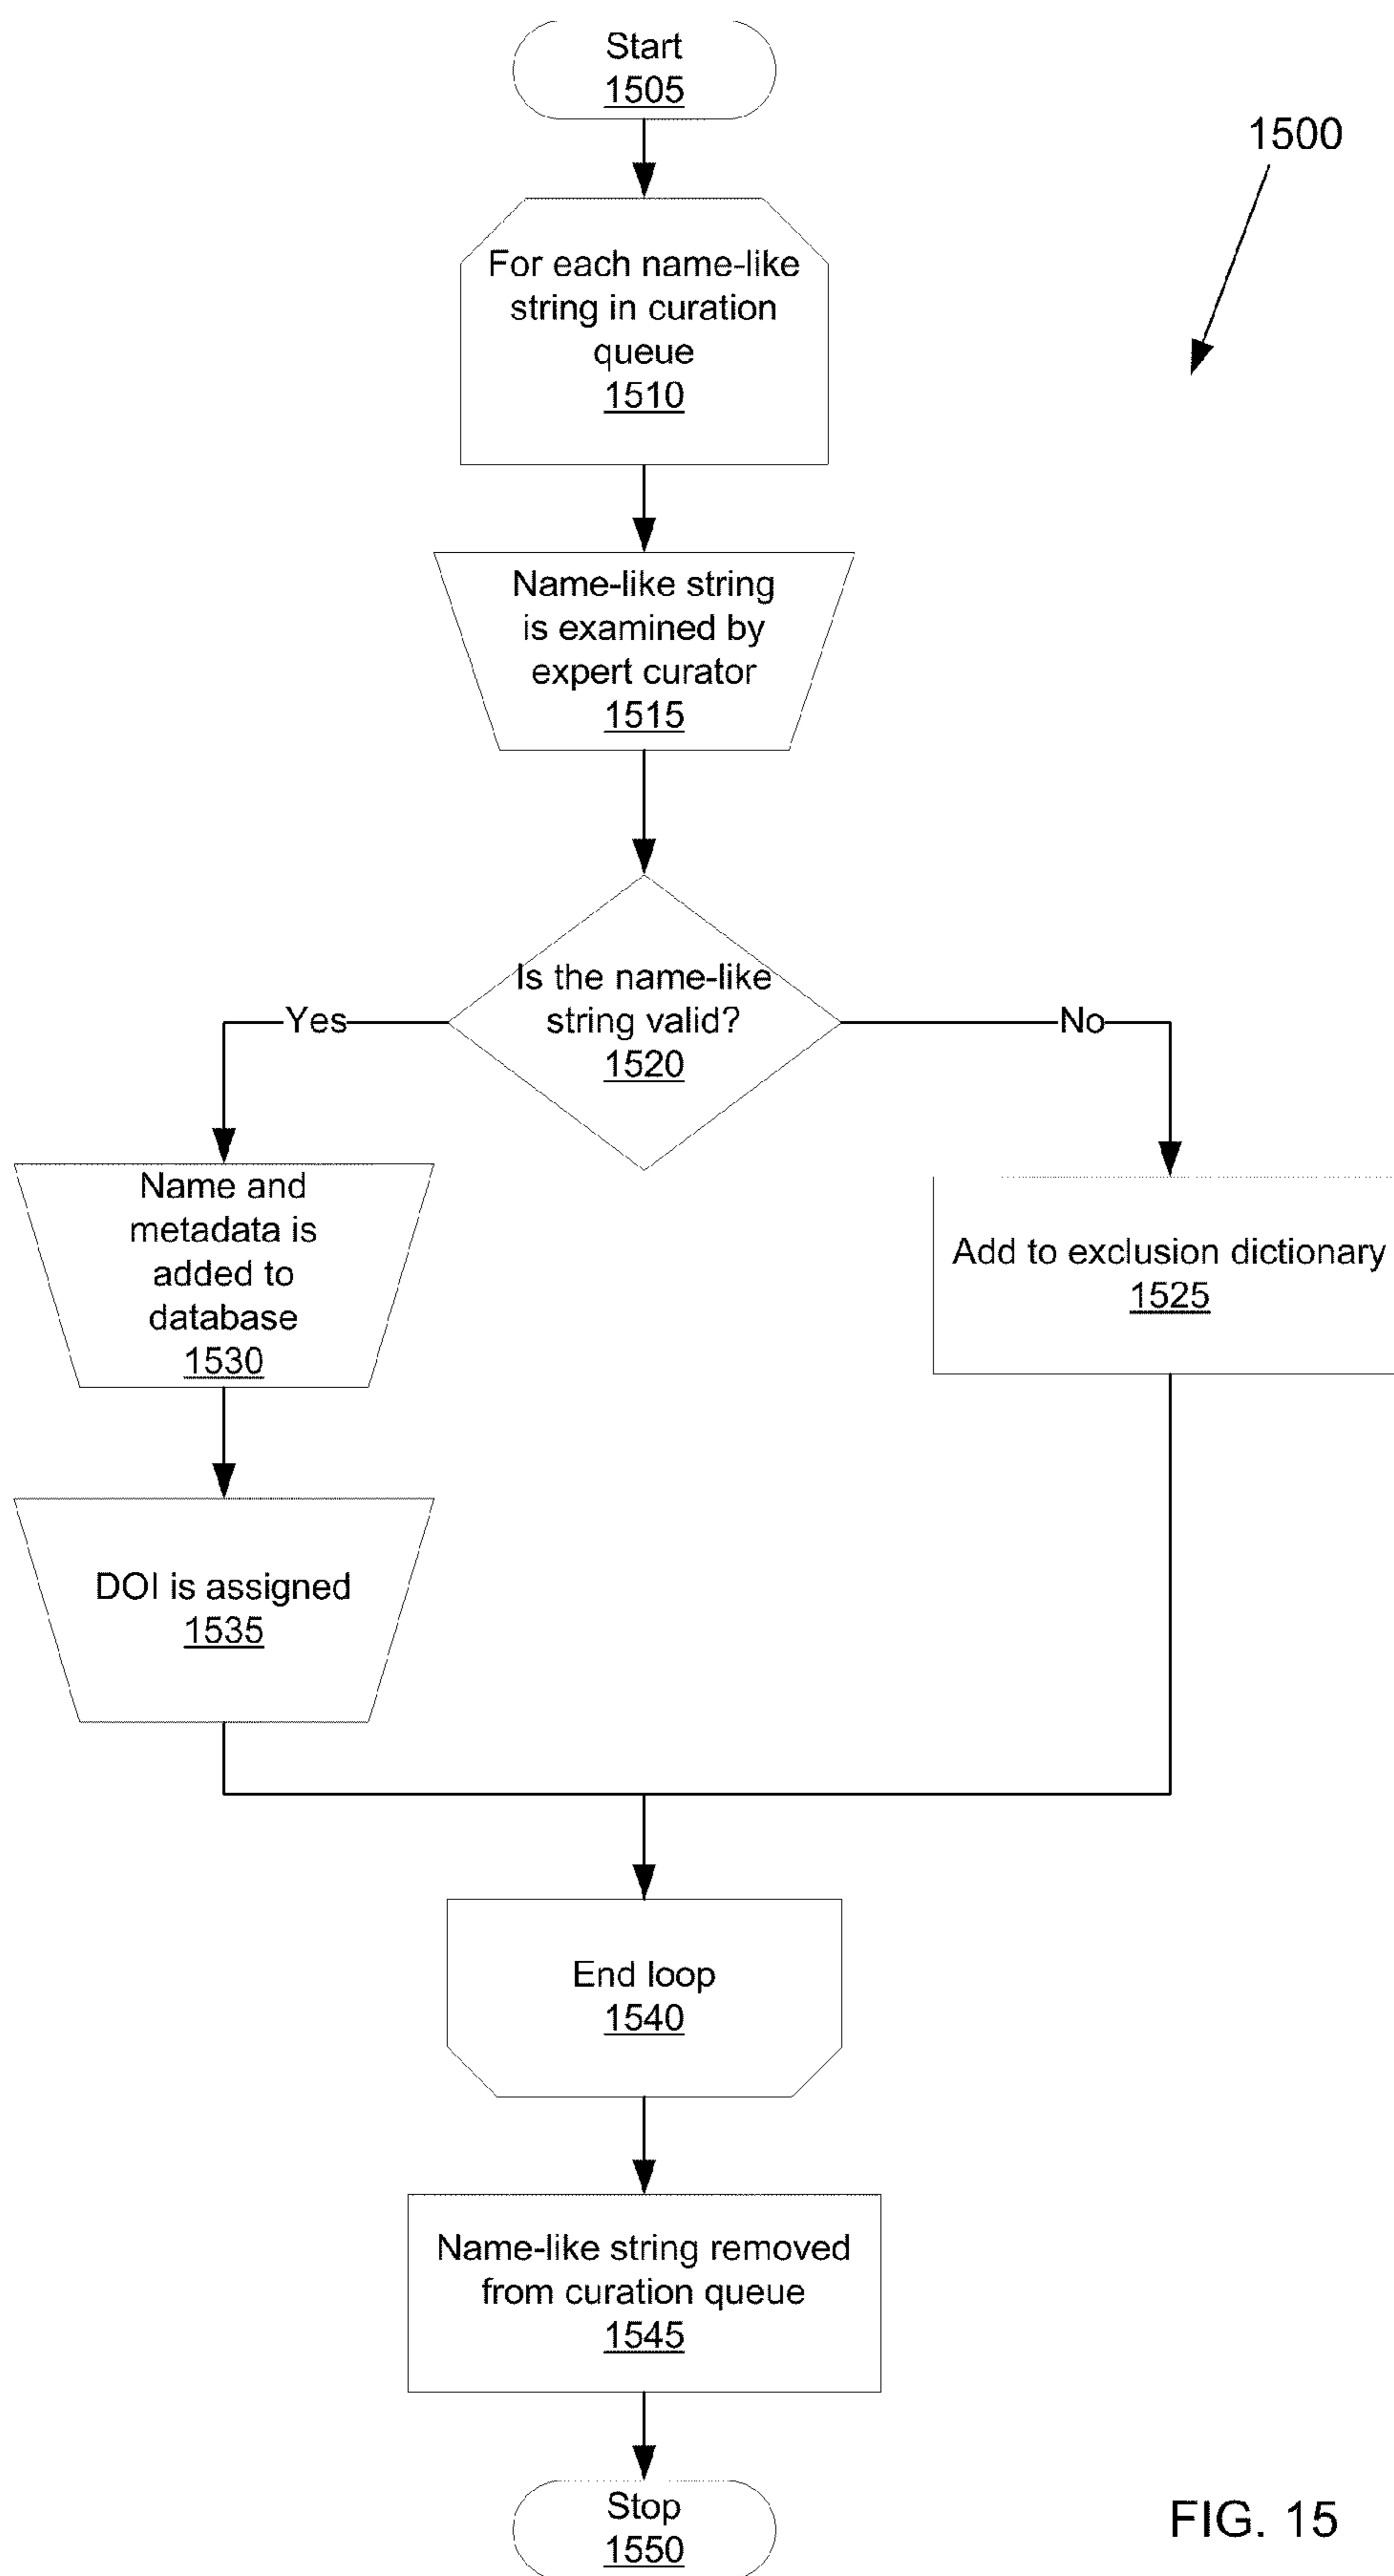 Start
1505
1500
For each name-like
string in curation
queue
1510
Name-like string
is examined by
expert curator
1515
Is the name-like
string valid?
1520
Yes
No
Name and
metadata is
added to
database
1530
Add to exclusion dictionary
1525
DOI is assigned
1535
End loop
1540
Name-like string removed
from curation queue
1545
Stop
1550
FIG. 15